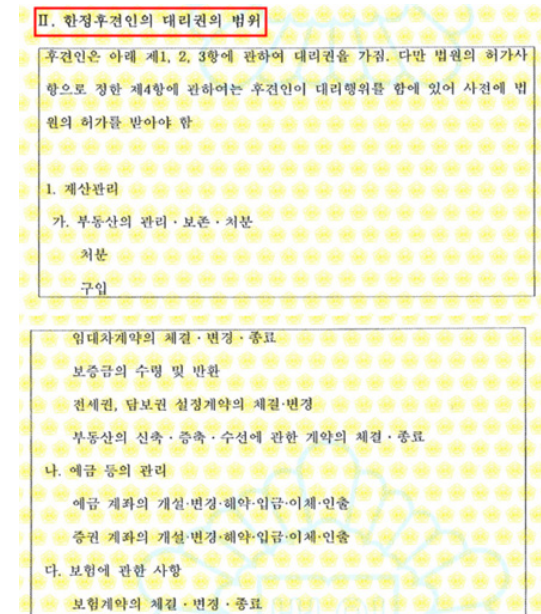 Ⅱ. 한정후견인의 대리권의 범위
후견인은 아래 제1, 2, 3항에 관하여 대리권을 가짐. 다만 법원의 허가사
항으로 정한 제4항에 관하여는 후견인이 대리행위를 함에 있어 사전에 법
원의 허가를 받아야 함
1. 재산관리
가. 부동산의 관리·보존·처분
처분
구입
임대차계약의 체결·변경·종료
보증금의 수령 및 반환
전세권, 담보권 설정계약의 체결·변경
부동산의 신축·증축·수선에 관한 계약의 체결·종료
나. 예금 등의 관리
예금 계좌의 개설·변경·해약·입금·이체·인출
증권 계좌의 개설·변경·해약·입금·이체·인출
다. 보험에 관한 사항
보험계약의 체결·변경·종료